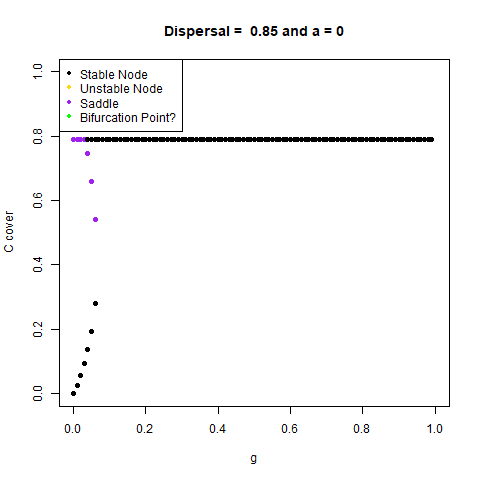 Dispersal =  0.85 and a = 0
Stable Node
Unstable Node
Saddle
Bifurcation Point?
C cover
1.0
0.8
0.6
0.4
0.2
0.0
0.0 0.2 0.4 0.6 0.8 1.0
g